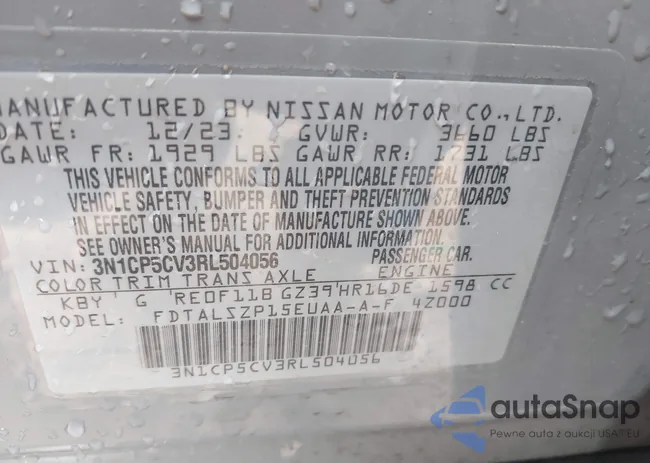 MANUFACTURED BY NISSAN MOTOR CO.,LTD.
DATE: 12/23 GVWR: 3660 LBS
GAWR FR: 1929 LBS GAWR RR: 1731 LBS
THIS VEHICLE CONFORMS TO ALL APPLICABLE FEDERAL MOTOR
VEHICLE SAFETY, BUMPER AND THEFT PREVENTION STANDARDS
IN EFFECT ON THE DATE OF MANUFACTURE SHOWN ABOVE.
SEE OWNER'S MANUAL FOR ADDITIONAL INFORMATION.
VIN: 3N1CP5CV3RL504056 PASSENGER CAR.
COLOR TRIM TRANS AXLE ENGINE
KBY G RE0F11B GZ39 HR16DE 1598 CC
MODEL: FDTALSZP15EUAA-A-F 4Z000
3N1CP5CV3RL504056
autaSnap
Pewne auta z aukcji USA/EU